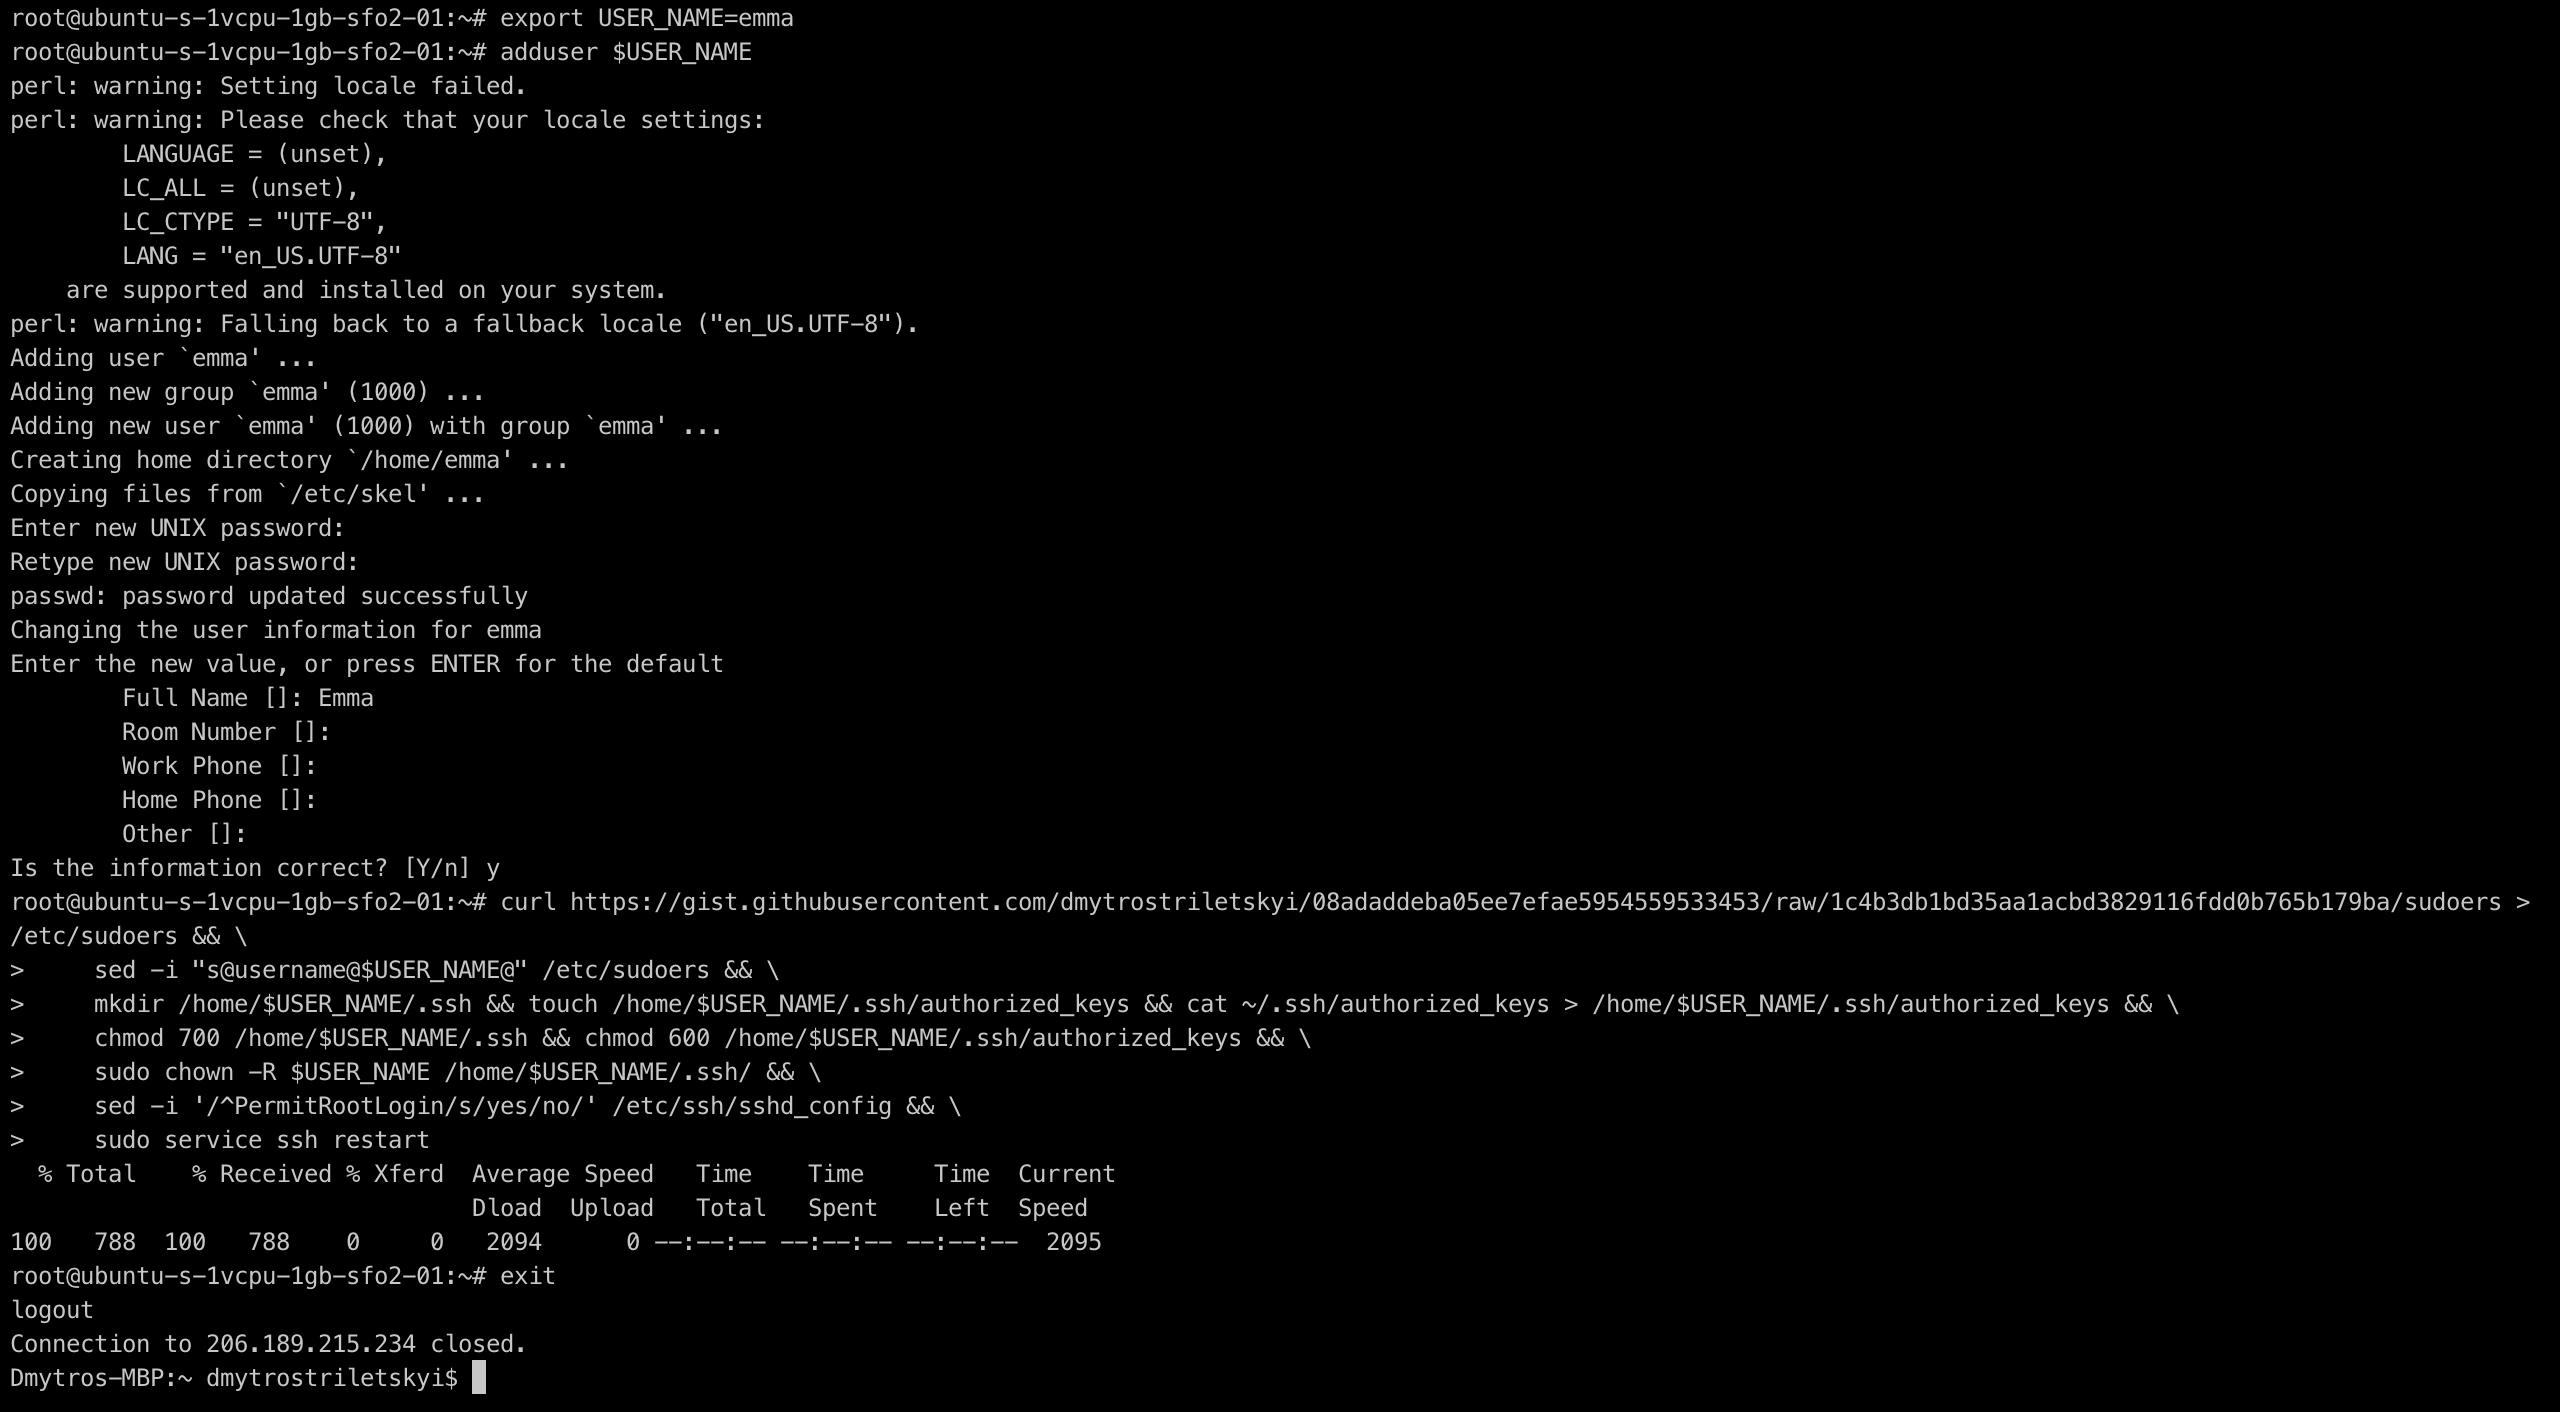 root@ubuntu-s-1vcpu-1gb-sfo2-01:~# export USER_NAME=emma
root@ubuntu-s-1vcpu-1gb-sfo2-01:~# adduser $USER_NAME
perl: warning: Setting locale failed.
perl: warning: Please check that your locale settings:
        LANGUAGE = (unset),
        LC_ALL = (unset),
        LC_CTYPE = "UTF-8",
        LANG = "en_US.UTF-8"
    are supported and installed on your system.
perl: warning: Falling back to a fallback locale ("en_US.UTF-8").
Adding user `emma' ...
Adding new group `emma' (1000) ...
Adding new user `emma' (1000) with group `emma' ...
Creating home directory `/home/emma' ...
Copying files from `/etc/skel' ...
Enter new UNIX password:
Retype new UNIX password:
passwd: password updated successfully
Changing the user information for emma
Enter the new value, or press ENTER for the default
        Full Name []: Emma
        Room Number []:
        Work Phone []:
        Home Phone []:
        Other []:
Is the information correct? [Y/n] y
root@ubuntu-s-1vcpu-1gb-sfo2-01:~# curl https://gist.githubusercontent.com/dmytrostriletskyi/08adaddeba05ee7efae5954559533453/raw/1c4b3db1bd35aa1acbd3829116fdd0b765b179ba/sudoers >
/etc/sudoers && \
>     sed -i "s@username@$USER_NAME@" /etc/sudoers && \
>     mkdir /home/$USER_NAME/.ssh && touch /home/$USER_NAME/.ssh/authorized_keys && cat ~/.ssh/authorized_keys > /home/$USER_NAME/.ssh/authorized_keys && \
>     chmod 700 /home/$USER_NAME/.ssh && chmod 600 /home/$USER_NAME/.ssh/authorized_keys && \
>     sudo chown -R $USER_NAME /home/$USER_NAME/.ssh/ && \
>     sed -i '/^PermitRootLogin/s/yes/no/' /etc/ssh/sshd_config && \
>     sudo service ssh restart
  % Total    % Received % Xferd  Average Speed   Time    Time     Time  Current
                                 Dload  Upload   Total   Spent    Left  Speed
100   788  100   788    0     0   2094      0 --:--:-- --:--:-- --:--:--  2095
root@ubuntu-s-1vcpu-1gb-sfo2-01:~# exit
logout
Connection to 206.189.215.234 closed.
Dmytros-MBP:~ dmytrostriletskyi$